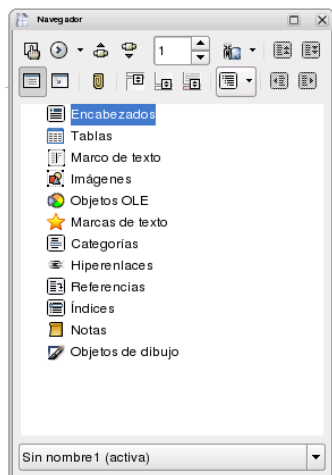 Navegador
1
Encabezados
Tablas
Marco de texto
Imágenes
Objetos OLE
Marcas de texto
Categorías
Hiperenlaces
Referencias
Índices
Notas
Objetos de dibujo
Sin nombre1 (activa)